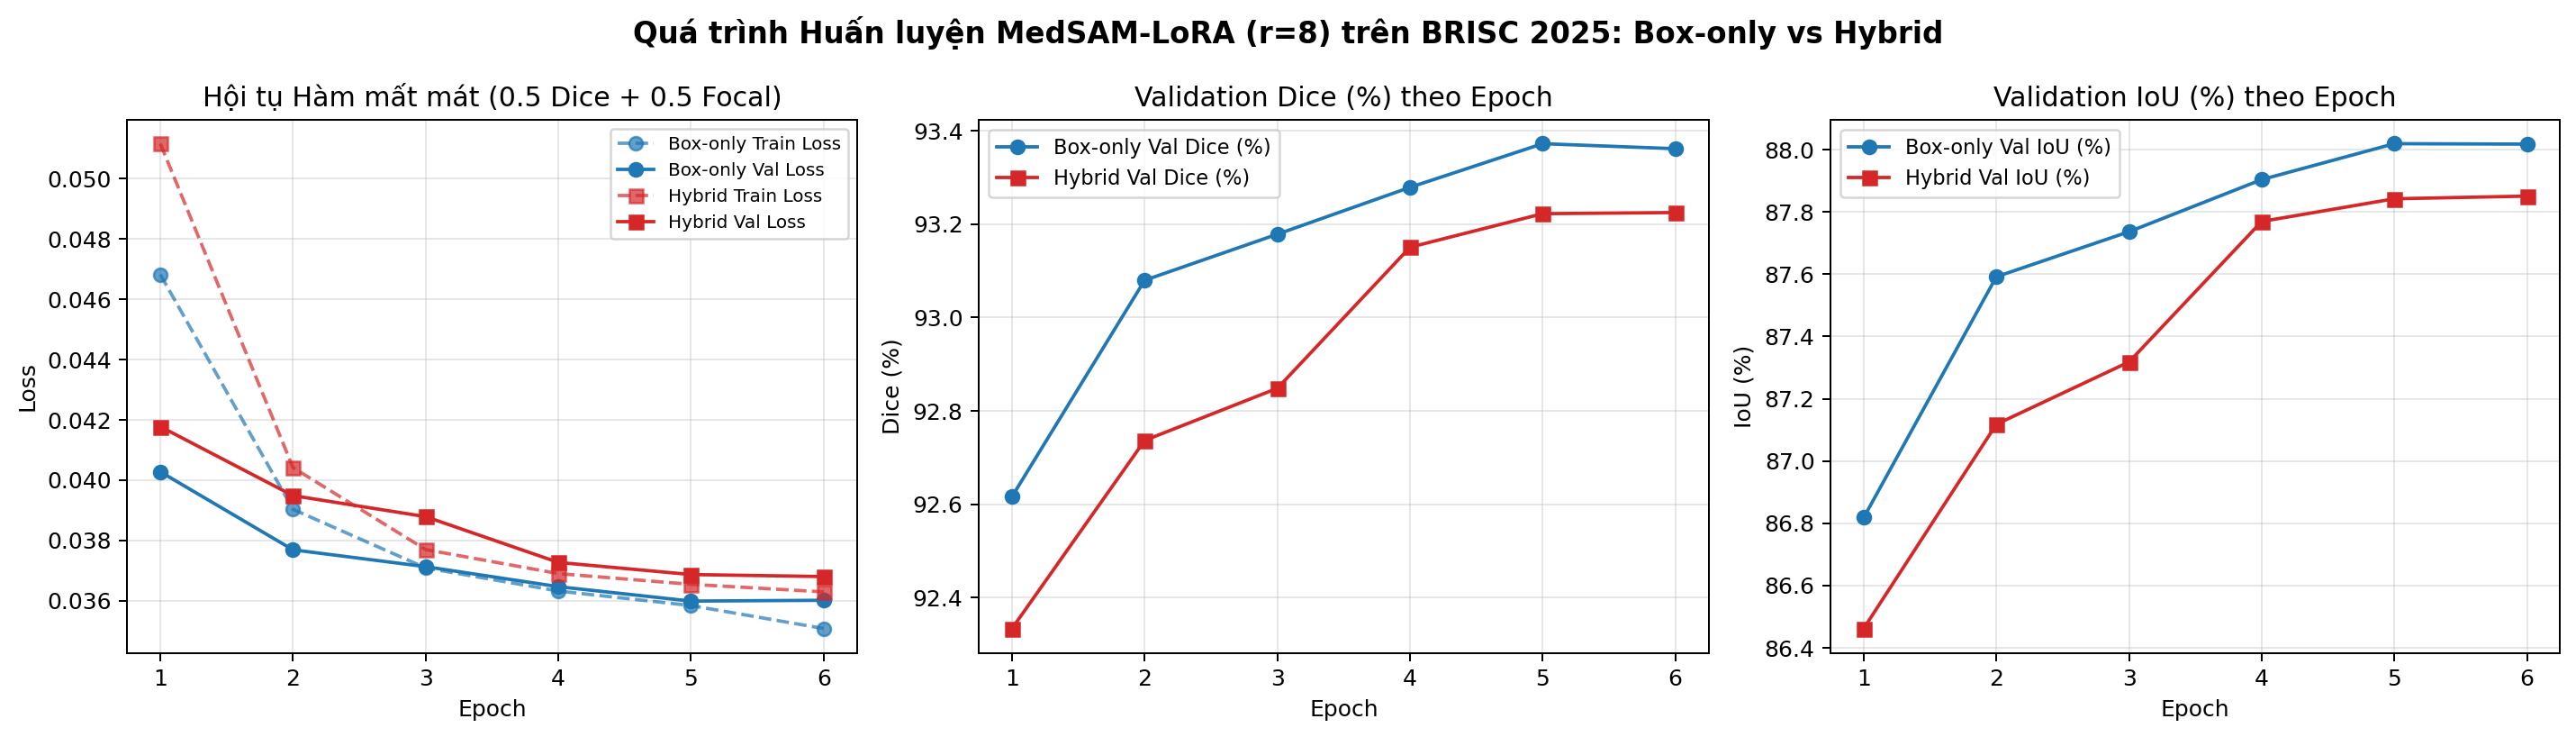 Quá trình Huấn luyện MedSAM-LoRA (r=8) trên BRISC 2025: Box-only vs Hybrid
Hội tụ Hàm mất mát (0.5 Dice + 0.5 Focal)
Box-only Train Loss
Box-only Val Loss
Hybrid Train Loss
Hybrid Val Loss
Loss
0.050
0.048
0.046
0.044
0.042
0.040
0.038
0.036
1 2 3 4 5 6
Epoch
Validation Dice (%) theo Epoch
Box-only Val Dice (%)
Hybrid Val Dice (%)
Dice (%)
93.4
93.2
93.0
92.8
92.6
92.4
1 2 3 4 5 6
Epoch
Validation IoU (%) theo Epoch
Box-only Val IoU (%)
Hybrid Val IoU (%)
IoU (%)
88.0
87.8
87.6
87.4
87.2
87.0
86.8
86.6
86.4
1 2 3 4 5 6
Epoch